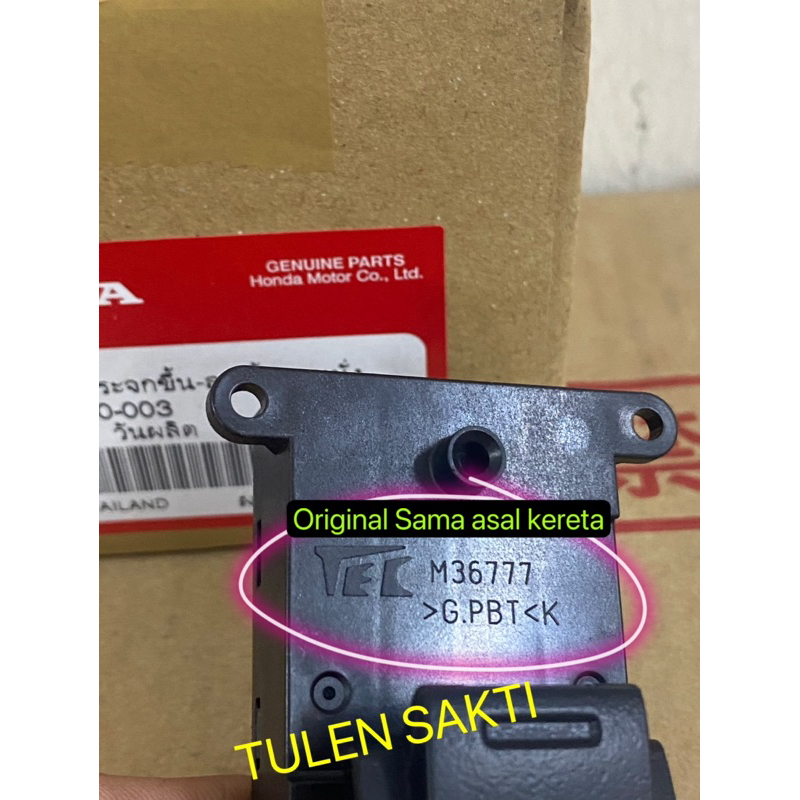 GENUINE PARTS
Honda Motor Co., Ltd.
0-003
วันผลิต
AILAND
Original Sama asal kereta
TEC M36777
>G.PBT<K
TULEN SAKTI